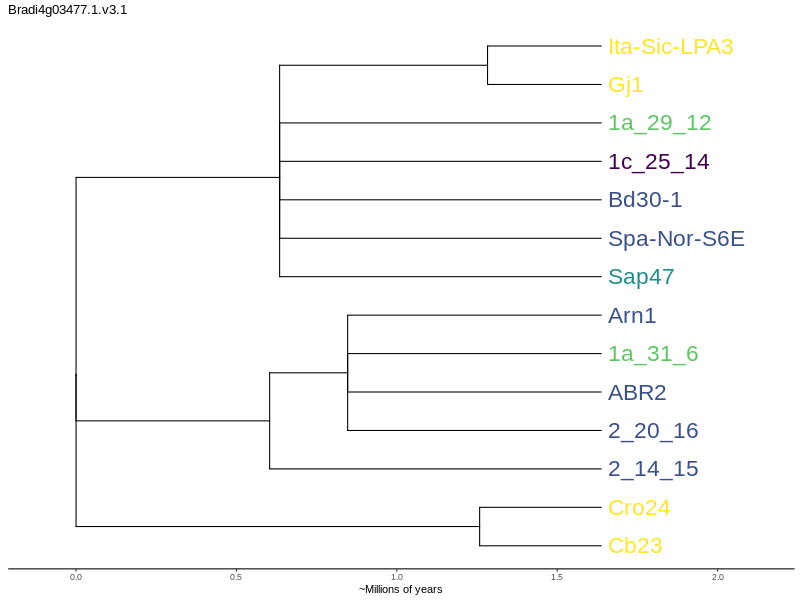 Bradi4g03477.1.v3.1
Ita-Sic-LPA3
Gj1
1a_29_12
1c_25_14
Bd30-1
Spa-Nor-S6E
Sap47
Arn1
1a_31_6
ABR2
2_20_16
2_14_15
Cro24
Cb23
0.0 0.5 1.0 1.5 2.0
~Millions of years